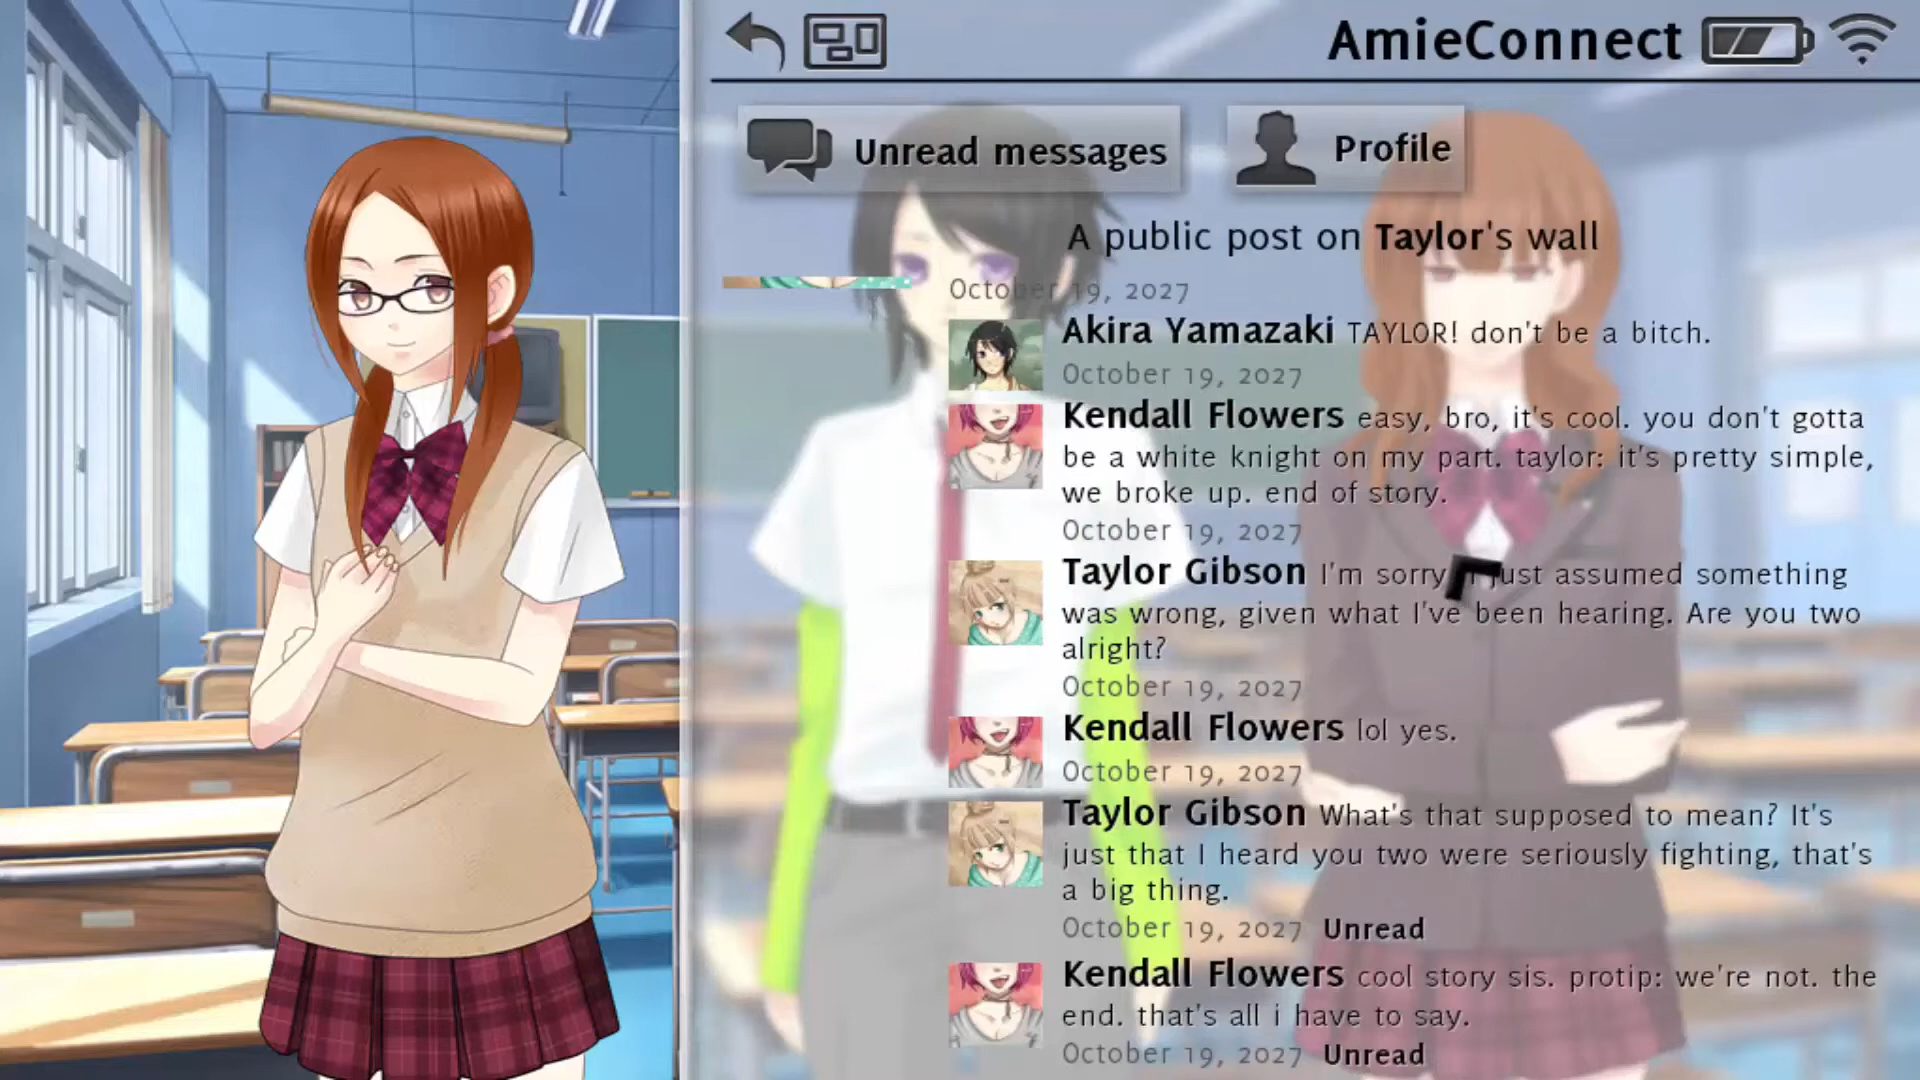 AmieConnect
Unread messages
Profile
A public post on Taylor's wall
October 19, 2027
Akira Yamazaki TAYLOR! don't be a bitch.
October 19, 2027
Kendall Flowers easy, bro, it's cool. you don't gotta
be a white knight on my part. taylor: it's pretty simple,
we broke up. end of story.
October 19, 2027
Taylor Gibson I'm sorry just assumed something
was wrong, given what I've been hearing. Are you two
alright?
October 19, 2027
Kendall Flowers lol yes.
October 19, 2027
Taylor Gibson What's that supposed to mean? It's
just that I heard you two were seriously fighting, that's
a big thing.
October 19, 2027 Unread
Kendall Flowers cool story sis. protip: we're not. the
end. that's all i have to say.
October 19, 2027 Unread